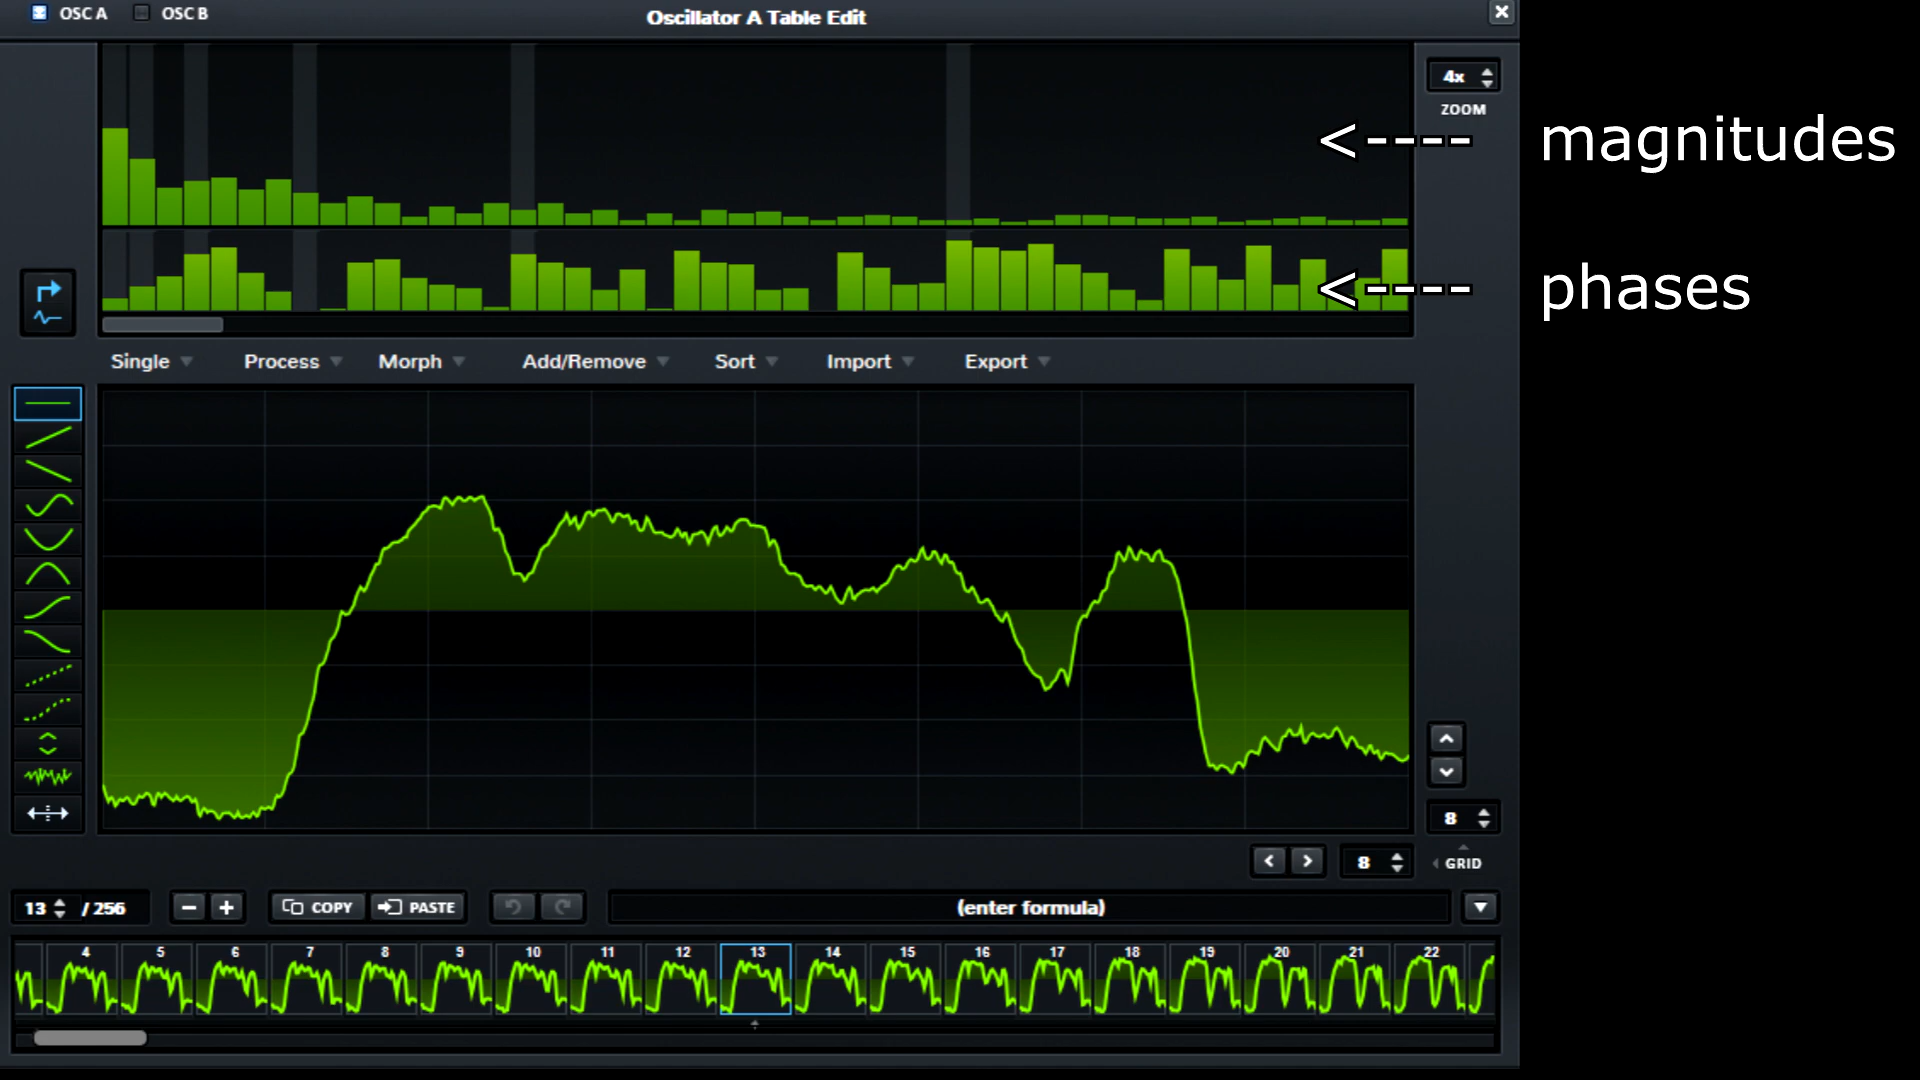 OSC A OSC B Oscillator A Table Edit
4x
ZOOM
<---- magnitudes
<---- phases
Single Process Morph Add/Remove Sort Import Export
8
8 GRID
13 / 256 COPY PASTE (enter formula)
4 5 6 7 8 9 10 11 12 13 14 15 16 17 18 19 20 21 22